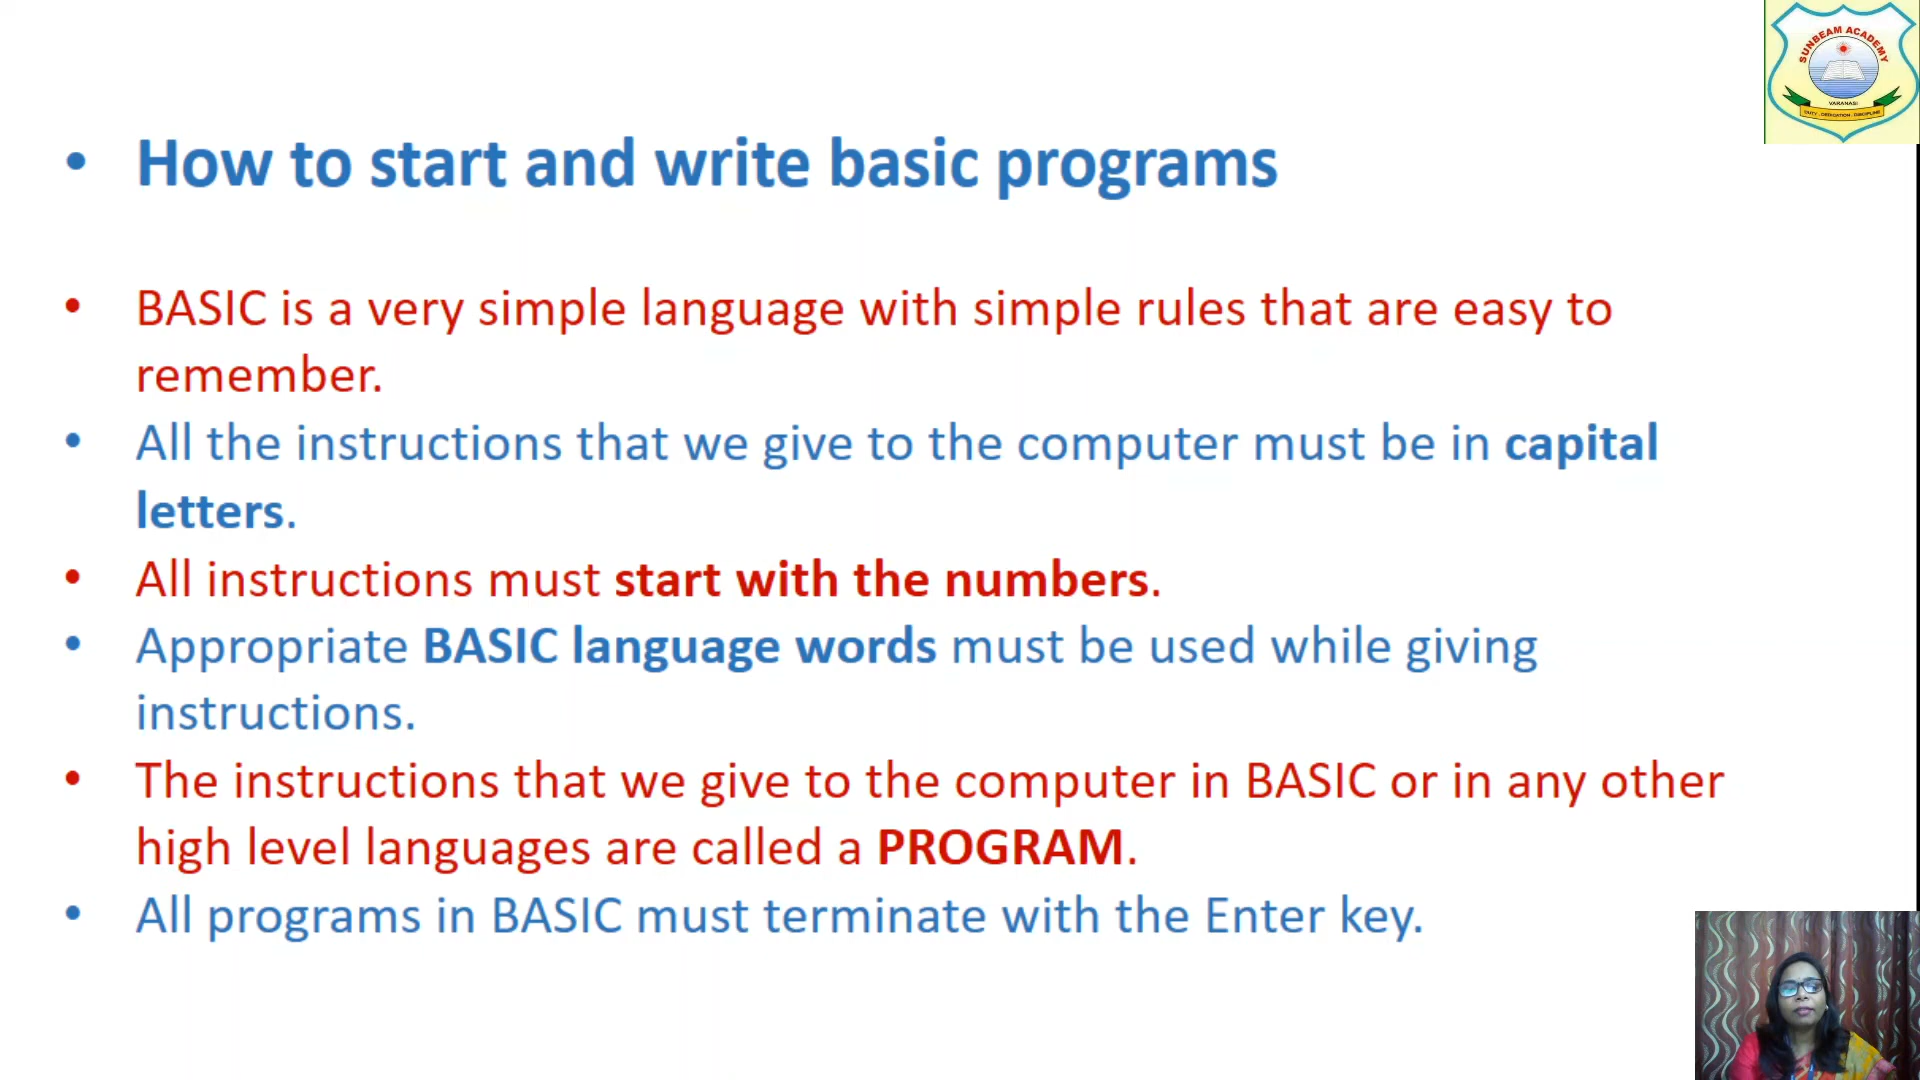 SUNBEAM ACADEMY
VARANASI
DUTY . DEDICATION . DISCIPLINE
• How to start and write basic programs
• BASIC is a very simple language with simple rules that are easy to
remember.
• All the instructions that we give to the computer must be in capital
letters.
• All instructions must start with the numbers.
• Appropriate BASIC language words must be used while giving
instructions.
• The instructions that we give to the computer in BASIC or in any other
high level languages are called a PROGRAM.
• All programs in BASIC must terminate with the Enter key.